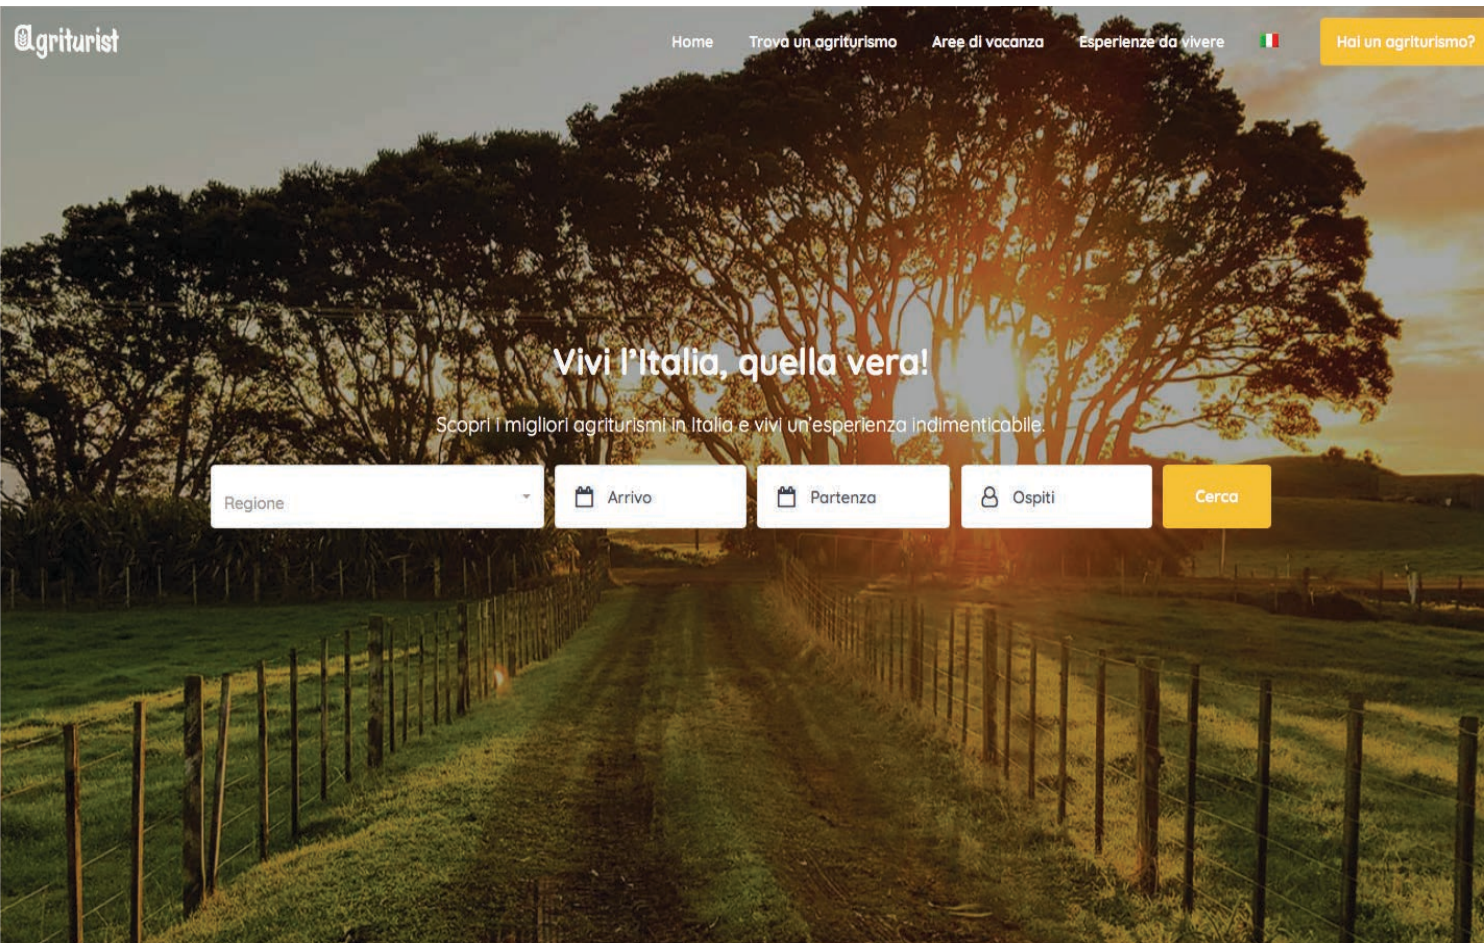 Agriturist
Home Trova un agriturismo Aree di vacanza Esperienze da vivere Hai un agriturismo?
Vivi l'Italia, quella vera!
Scopri i migliori agriturismi in Italia e vivi un'esperienza indimenticabile.
Regione Arrivo Partenza Ospiti Cerca